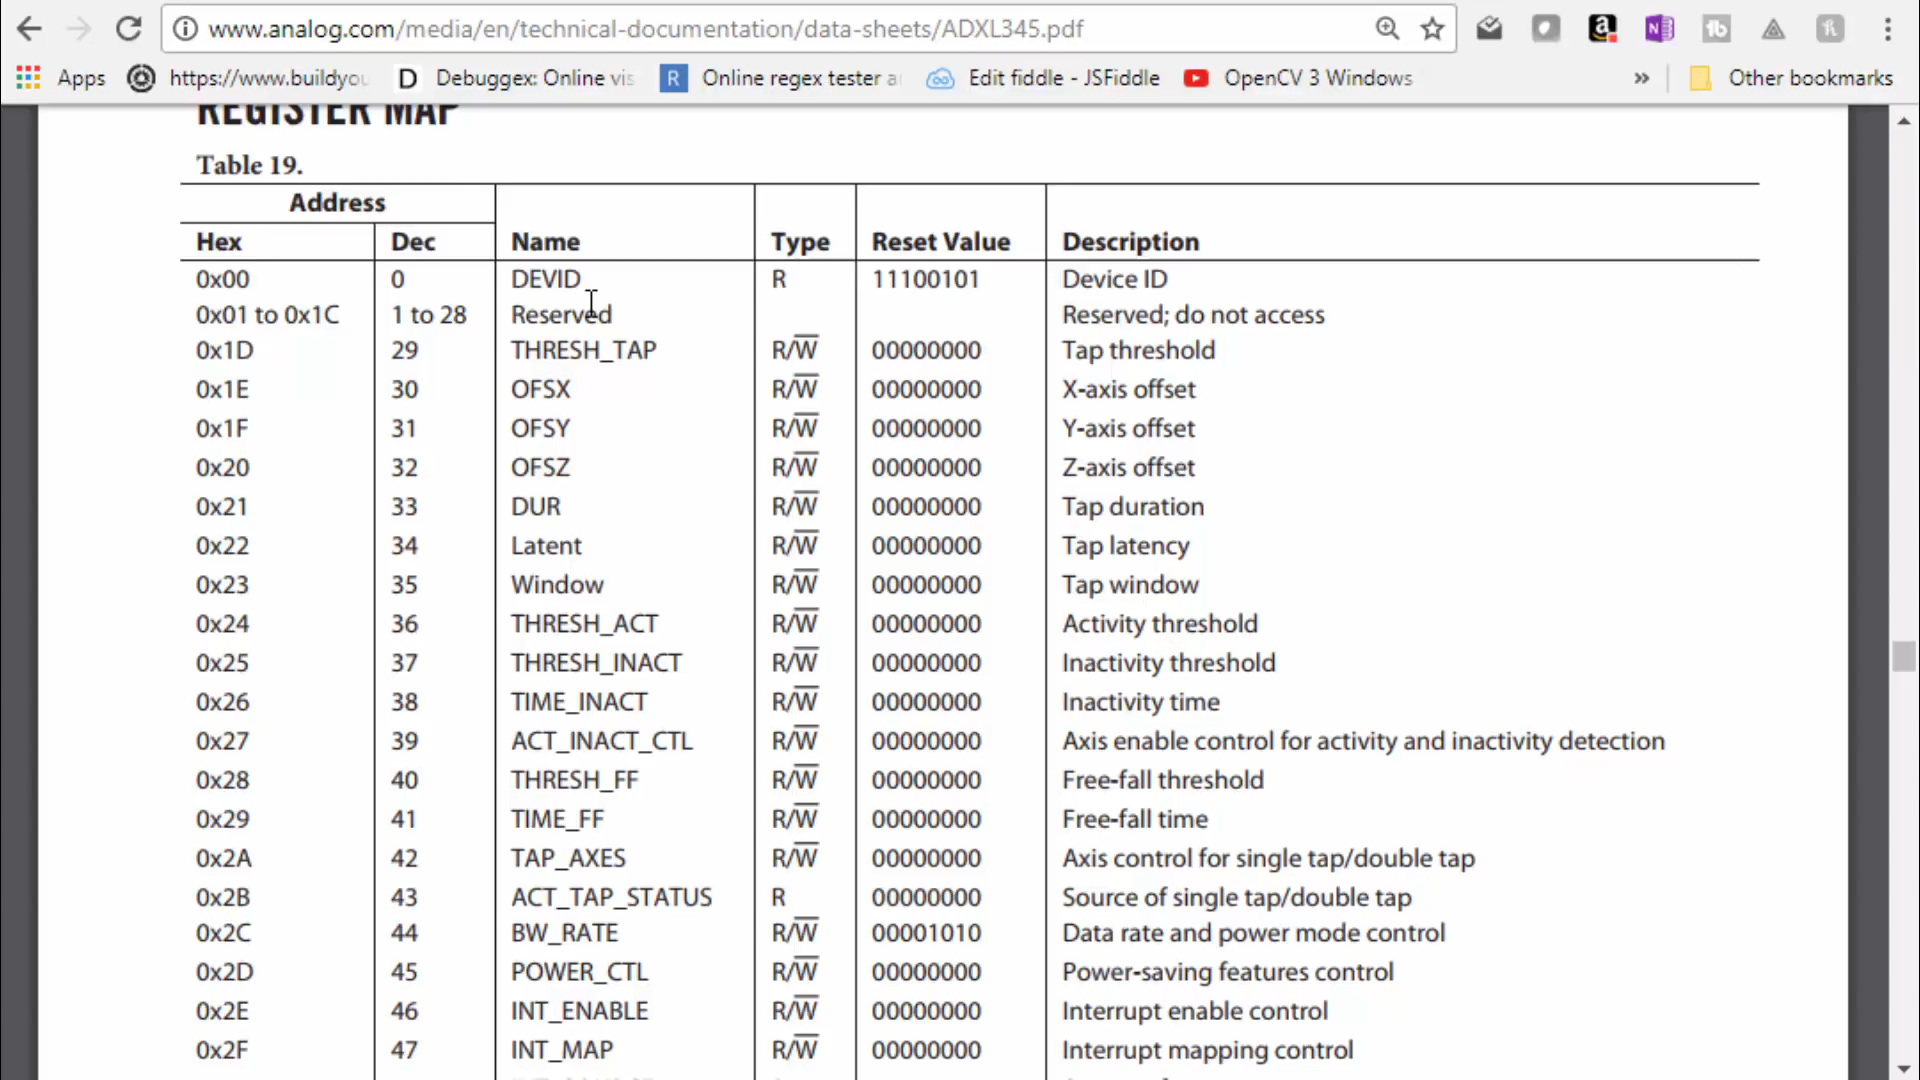 www.analog.com/media/en/technical-documentation/data-sheets/ADXL345.pdf
Apps https://www.buildyou Debuggex: Online vis Online regex tester a Edit fiddle - JSFiddle OpenCV 3 Windows » Other bookmarks
REGISTER MAP
Table 19.
Address
Hex Dec Name Type Reset Value Description
0x00 0 DEVID R 11100101 Device ID
0x01 to 0x1C 1 to 28 Reserved Reserved; do not access
0x1D 29 THRESH_TAP R/W̅ 00000000 Tap threshold
0x1E 30 OFSX R/W̅ 00000000 X-axis offset
0x1F 31 OFSY R/W̅ 00000000 Y-axis offset
0x20 32 OFSZ R/W̅ 00000000 Z-axis offset
0x21 33 DUR R/W̅ 00000000 Tap duration
0x22 34 Latent R/W̅ 00000000 Tap latency
0x23 35 Window R/W̅ 00000000 Tap window
0x24 36 THRESH_ACT R/W̅ 00000000 Activity threshold
0x25 37 THRESH_INACT R/W̅ 00000000 Inactivity threshold
0x26 38 TIME_INACT R/W̅ 00000000 Inactivity time
0x27 39 ACT_INACT_CTL R/W̅ 00000000 Axis enable control for activity and inactivity detection
0x28 40 THRESH_FF R/W̅ 00000000 Free-fall threshold
0x29 41 TIME_FF R/W̅ 00000000 Free-fall time
0x2A 42 TAP_AXES R/W̅ 00000000 Axis control for single tap/double tap
0x2B 43 ACT_TAP_STATUS R 00000000 Source of single tap/double tap
0x2C 44 BW_RATE R/W̅ 00001010 Data rate and power mode control
0x2D 45 POWER_CTL R/W̅ 00000000 Power-saving features control
0x2E 46 INT_ENABLE R/W̅ 00000000 Interrupt enable control
0x2F 47 INT_MAP R/W̅ 00000000 Interrupt mapping control